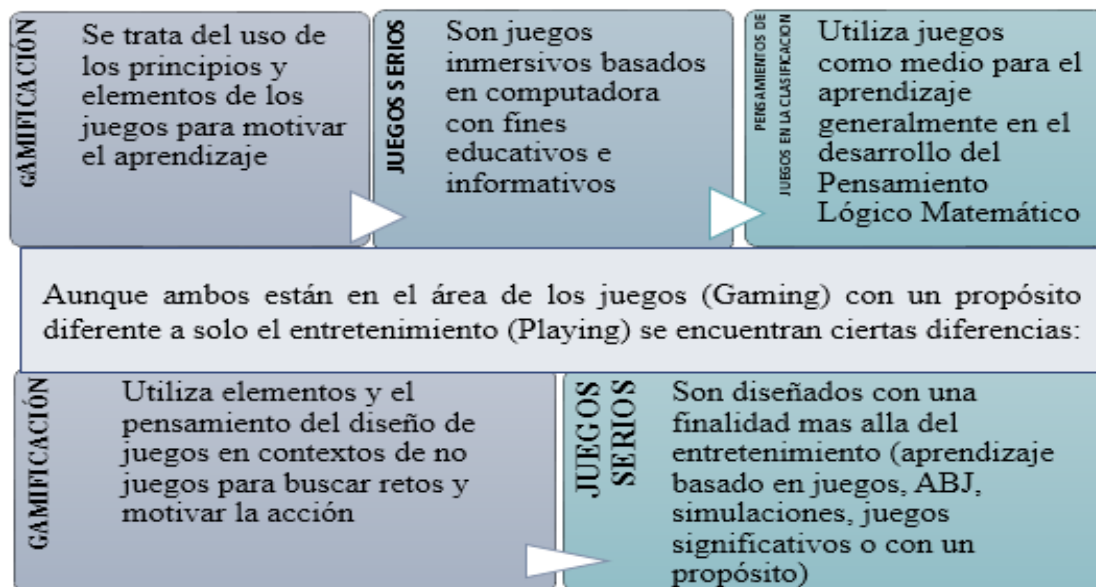 GAMIFICACIÓN
Se trata del uso de
los principios y
elementos de los
juegos para motivar
el aprendizaje
JUEGOS SERIOS
Son juegos
inmersivos basados
en computadora
con fines
educativos e
informativos
PENSAMIENTOS DE
JUEGOS EN LA CLASIFICACION
Utiliza juegos
como medio para el
aprendizaje
generalmente en el
desarrollo del
Pensamiento
Lógico Matemático
Aunque ambos están en el área de los juegos (Gaming) con un propósito
diferente a solo el entretenimiento (Playing) se encuentran ciertas diferencias:
GAMIFICACIÓN
Utiliza elementos y el
pensamiento del diseño de
juegos en contextos de no
juegos para buscar retos y
motivar la acción
JUEGOS
SERIOS
Son diseñados con una
finalidad mas alla del
entretenimiento (aprendizaje
basado en juegos, ABJ,
simulaciones, juegos
significativos o con un
propósito)